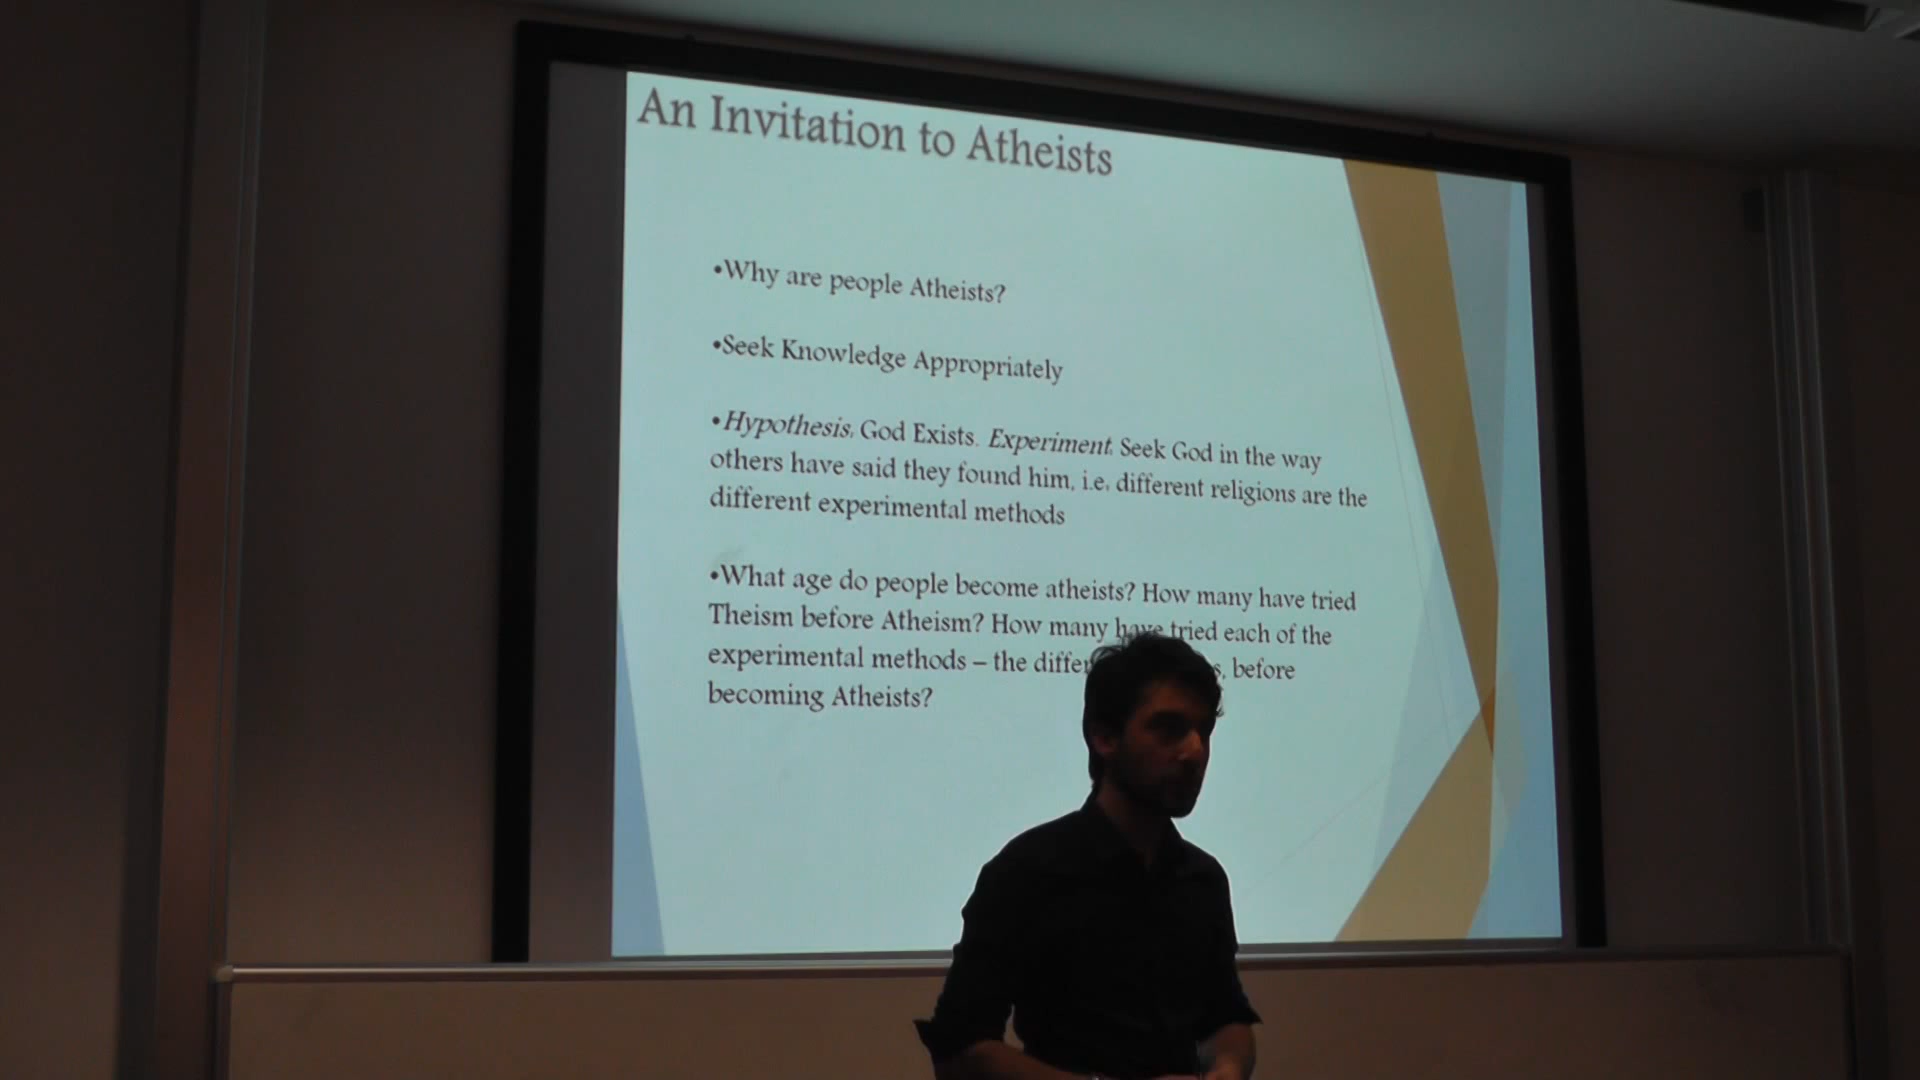 An Invitation to Atheists
•Why are people Atheists?
•Seek Knowledge Appropriately
•Hypothesis. God Exists. Experiment. Seek God in the way
others have said they found him, i.e. different religions are the
different experimental methods
•What age do people become atheists? How many have tried
Theism before Atheism? How many have tried each of the
experimental methods – the before
becoming Atheists?